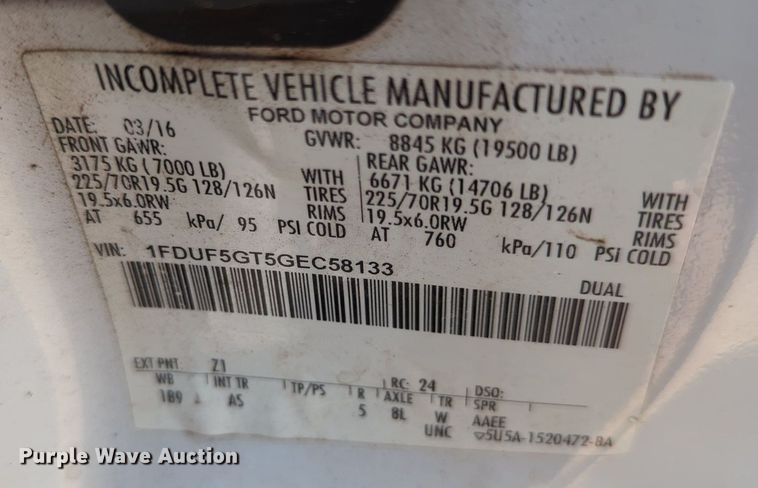 INCOMPLETE VEHICLE MANUFACTURED BY
FORD MOTOR COMPANY
DATE: 03/16 GVWR: 8845 KG (19500 LB)
FRONT GAWR: REAR GAWR:
3175 KG (7000 LB) WITH 6671 KG (14706 LB) WITH
225/70R19.5G 128/126N TIRES 225/70R19.5G 128/126N TIRES
19.5x6.0RW RIMS 19.5x6.0RW RIMS
AT 655 kPa/ 95 PSI COLD AT 760 kPa/110 PSI COLD
VIN: 1FDUF5GT5GEC58133
DUAL
EXT PNT: Z1 RC: 24 DSO:
WB INT TR TP/PS R AXLE TR SPR
189 AS 5 8L W AAEE
UNC 5U5A-1520472-BA
Purple Wave Auction